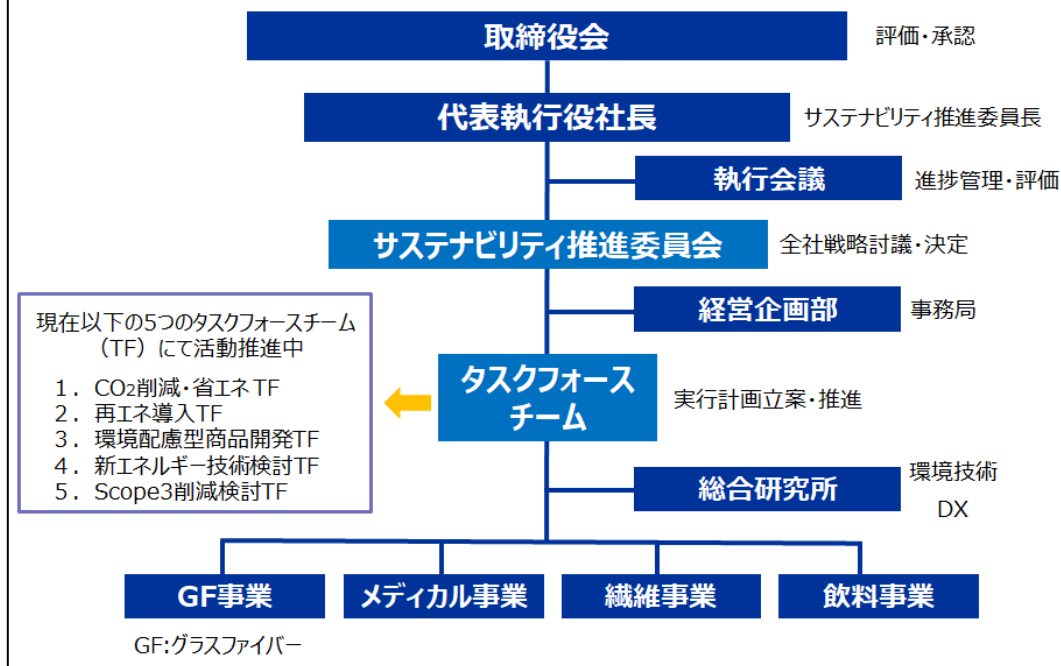 取締役会
評価・承認
代表執行役社長
サステナビリティ推進委員長
執行会議
進捗管理・評価
サステナビリティ推進委員会
全社戦略討議・決定
経営企画部
事務局
現在以下の5つのタスクフォースチーム
（TF）にて活動推進中
1．CO2削減・省エネTF
2．再エネ導入TF
3．環境配慮型商品開発TF
4．新エネルギー技術検討TF
5．Scope3削減検討TF
タスクフォース
チーム
実行計画立案・推進
総合研究所
環境技術
DX
GF事業
メディカル事業
繊維事業
飲料事業
GF:グラスファイバー